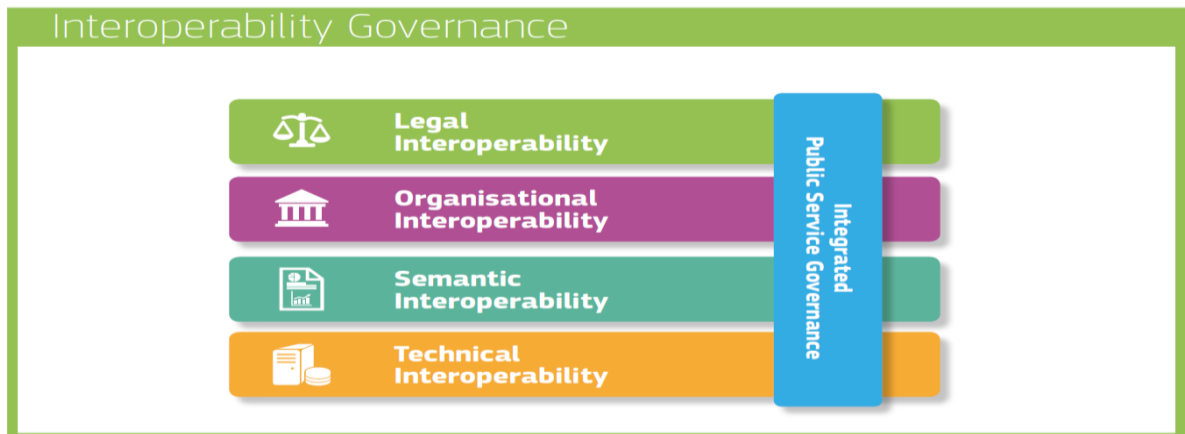 Interoperability Governance
Legal
Interoperability
Organisational
Interoperability
Semantic
Interoperability
Technical
Interoperability
Integrated
Public Service Governance